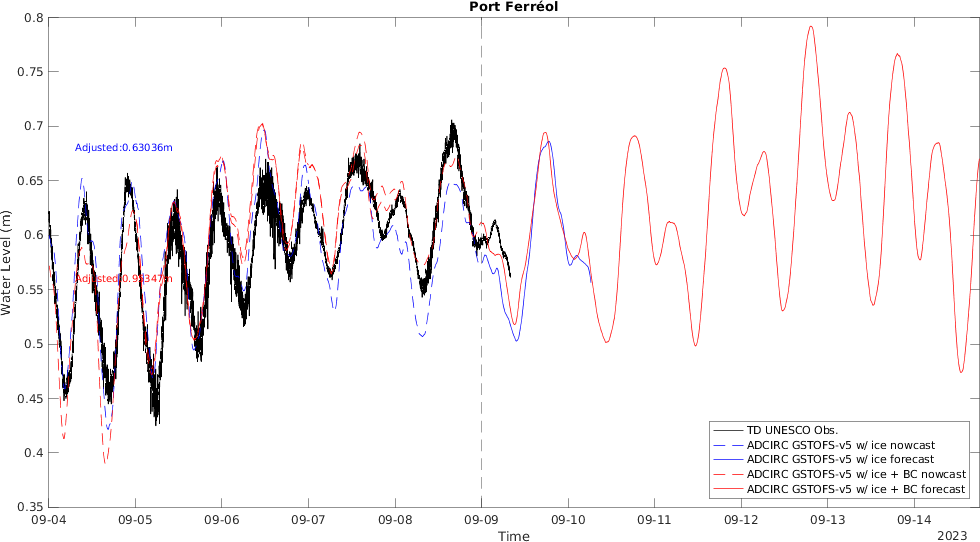 Port Ferréol
0.8
0.75
0.7
Adjusted:0.63036m
0.65
0.6
Water Level (m)
0.55
0.5
0.45
0.4
0.35
TD UNESCO Obs.
ADCIRC GSTOFS-v5 w/ ice nowcast
ADCIRC GSTOFS-v5 w/ ice forecast
ADCIRC GSTOFS-v5 w/ ice + BC nowcast
ADCIRC GSTOFS-v5 w/ ice + BC forecast
09-04 09-05 09-06 09-07 09-08 09-09 09-10 09-11 09-12 09-13 09-14
Time
2023